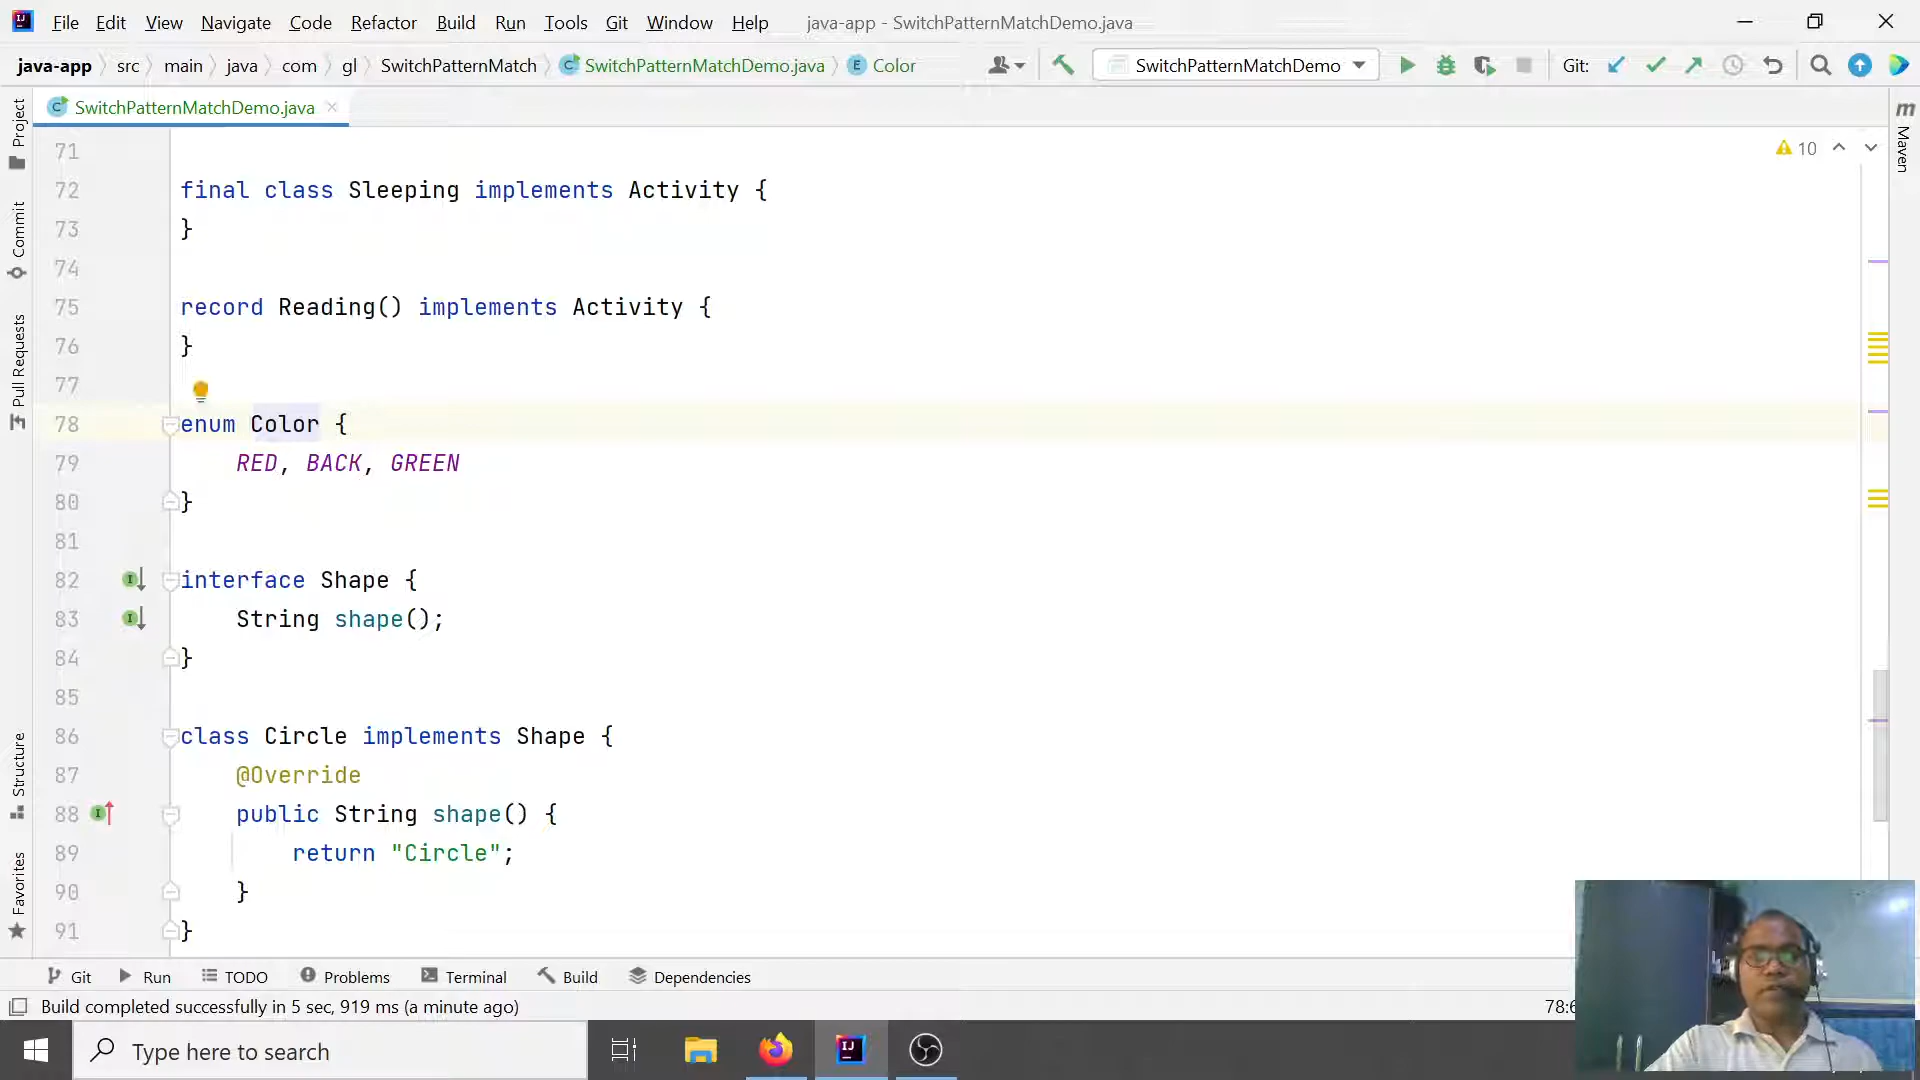 File Edit View Navigate Code Refactor Build Run Tools Git Window Help java-app - SwitchPatternMatchDemo.java
java-app src main java com gl SwitchPatternMatch SwitchPatternMatchDemo.java Color SwitchPatternMatchDemo Git:
SwitchPatternMatchDemo.java
Project
Commit
Pull Requests
Structure
Favorites
m Maven
10
71
72 final class Sleeping implements Activity {
73 }
74
75 record Reading() implements Activity {
76 }
77
78 enum Color {
79 RED, BACK, GREEN
80 }
81
82 interface Shape {
83 String shape();
84 }
85
86 class Circle implements Shape {
87 @Override
88 public String shape() {
89 return "Circle";
90 }
91 }
Git Run TODO Problems Terminal Build Dependencies
Build completed successfully in 5 sec, 919 ms (a minute ago)
Type here to search